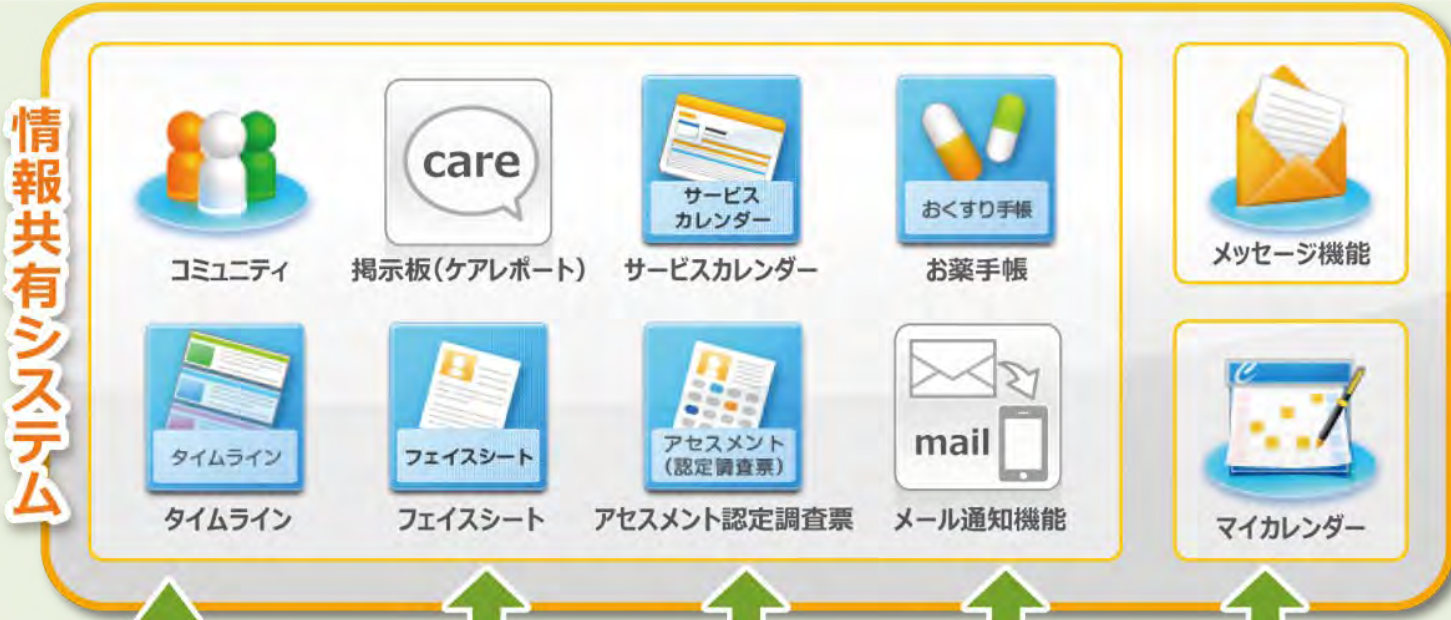 情報共有システム
care
サービス
カレンダー
おくすり手帳
コミュニティ
掲示板(ケアレポート)
サービスカレンダー
お薬手帳
メッセージ機能
タイムライン
フェイスシート
アセスメント
(認定調査票)
mail
タイムライン
フェイスシート
アセスメント認定調査票
メール通知機能
マイカレンダー